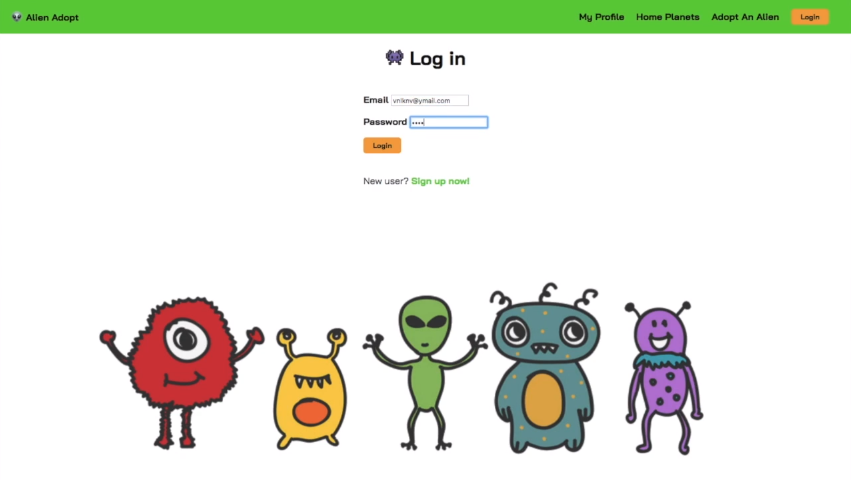 Alien Adopt
My Profile Home Planets Adopt An Alien Login
Log in
Email vnlknv@ymail.com
Password ••••
Login
New user? Sign up now!